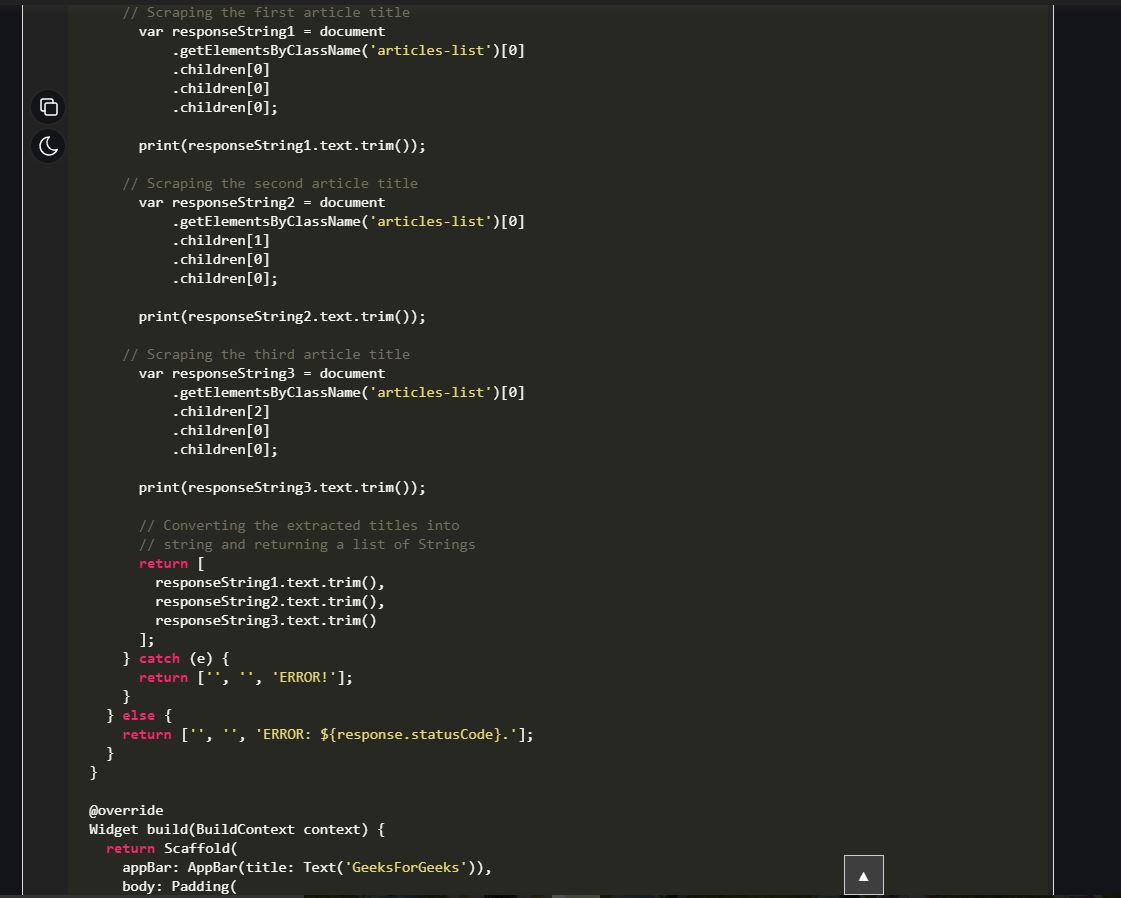 // Scraping the first article title
var responseString1 = document
.getElementsByClassName('articles-list')[0]
.children[0]
.children[0]
.children[0];
print(responseString1.text.trim());
// Scraping the second article title
var responseString2 = document
.getElementsByClassName('articles-list')[0]
.children[1]
.children[0]
.children[0];
print(responseString2.text.trim());
// Scraping the third article title
var responseString3 = document
.getElementsByClassName('articles-list')[0]
.children[2]
.children[0]
.children[0];
print(responseString3.text.trim());
// Converting the extracted titles into
// string and returning a list of Strings
return [
responseString1.text.trim(),
responseString2.text.trim(),
responseString3.text.trim()
];
} catch (e) {
return ['', '', 'ERROR!'];
}
} else {
return ['', '', 'ERROR: ${response.statusCode}.'];
}
}
@override
Widget build(BuildContext context) {
return Scaffold(
appBar: AppBar(title: Text('GeeksForGeeks')),
body: Padding(